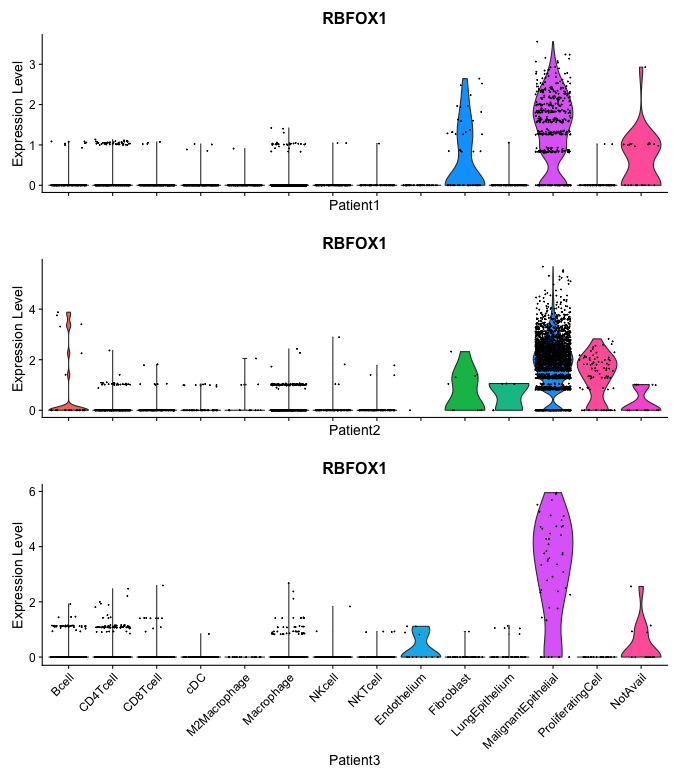 RBFOX1
Expression Level
3
2
1
0
Patient1
RBFOX1
Expression Level
4
2
0
Patient2
RBFOX1
Expression Level
6
4
2
0
Bcell
CD4Tcell
CD8Tcell
cDC
M2Macrophage
Macrophage
NKcell
NKTcell
Endothelium
Fibroblast
LungEpithelium
MalignantEpithelial
ProliferatingCell
NotAvail
Patient3